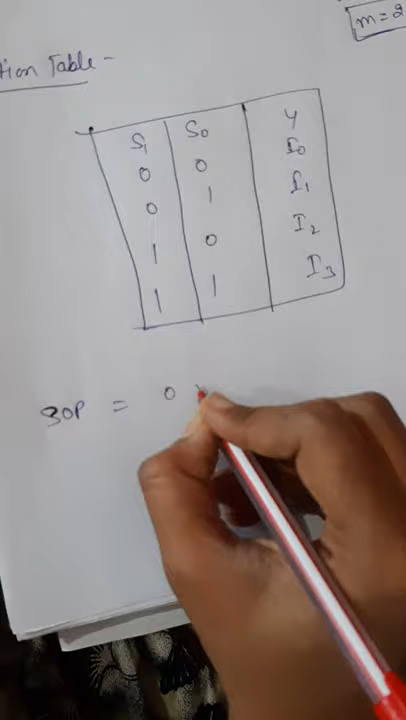 m=2
tion Table-
S1 S0 Y
0 0 I0
0 1 I1
1 0 I2
1 1 I3
SOP = 0